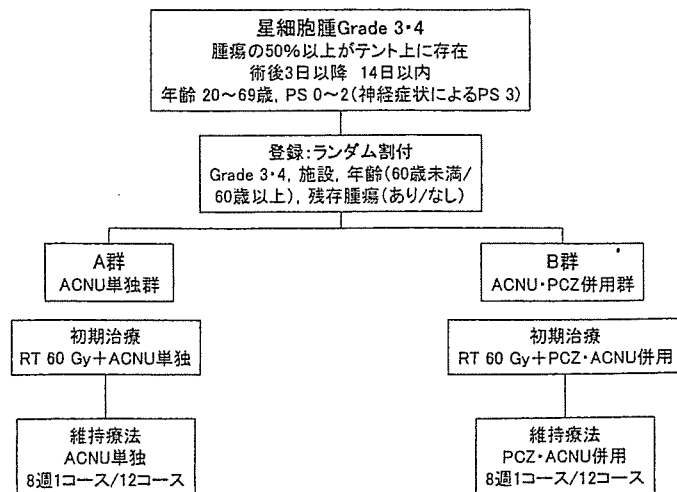 星細胞腫Grade 3・4
腫瘍の50%以上がテント上に存在
術後3日以降 14日以内
年齢 20～69歳, PS 0～2(神経症状によるPS 3)
登録:ランダム割付
Grade 3・4, 施設, 年齢(60歳未満/
60歳以上), 残存腫瘍(あり/なし)
A群
ACNU単独群
B群
ACNU・PCZ併用群
初期治療
RT 60 Gy+ACNU単独
初期治療
RT 60 Gy+PCZ・ACNU併用
維持療法
ACNU単独
8週1コース/12コース
維持療法
PCZ・ACNU併用
8週1コース/12コース